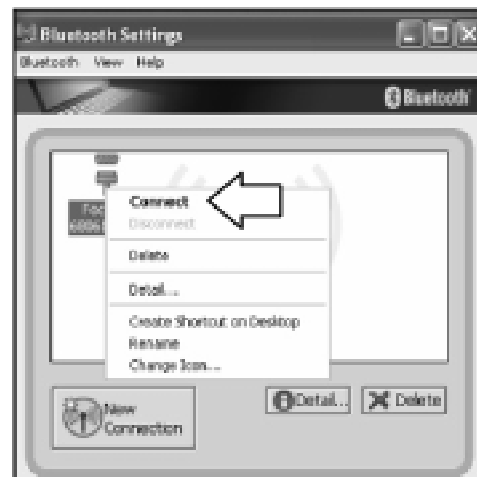 Bluetooth Settings
Bluetooth View Help
Bluetooth
Connect
Disconnect
Delete
Detail...
Create Shortcut on Desktop
Rename
Change Icon...
New
Connection
Detail...
Delete